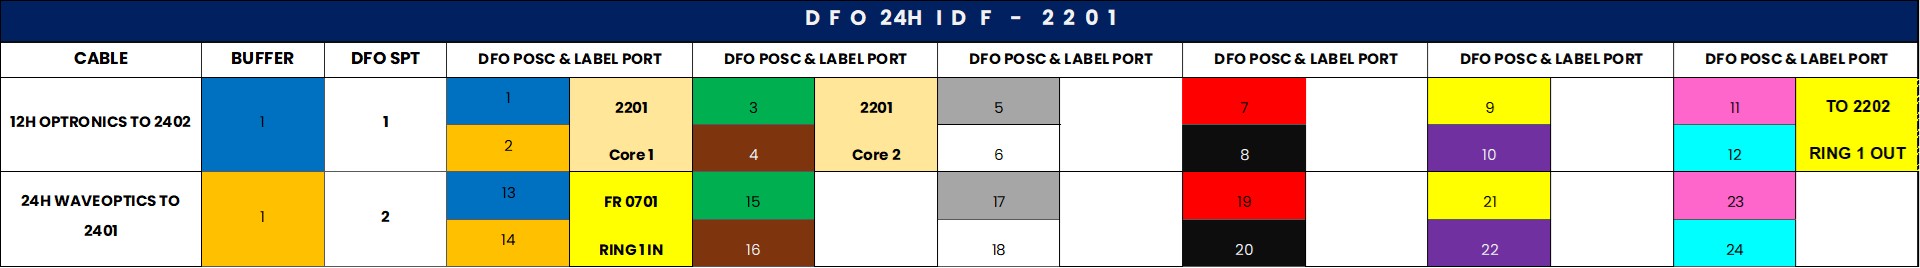 DFO 24H IDF - 2201
CABLE BUFFER DFO SPT DFO POSC & LABEL PORT DFO POSC & LABEL PORT DFO POSC & LABEL PORT DFO POSC & LABEL PORT DFO POSC & LABEL PORT DFO POSC & LABEL PORT
12H OPTRONICS TO 2402 1 1
1 2201 3 2201 5 7 9 11 TO 2202
2 Core 1 4 Core 2 6 8 10 12 RING 1 OUT
24H WAVEOPTICS TO
2401
1 2
13 FR 0701 15 17 19 21 23
14 RING 1 IN 16 18 20 22 24